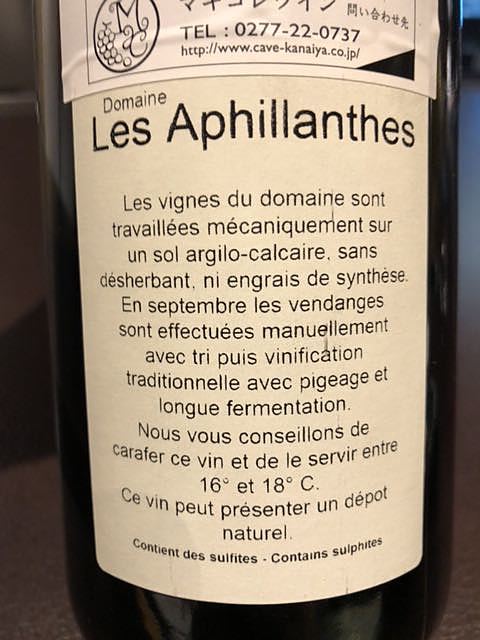 マキコレワイン 問い合わせ先
TEL : 0277-22-0737
http://www.cave-kanaiya.co.jp/
Domaine
Les Aphillanthes
Les vignes du domaine sont
travaillées mécaniquement sur
un sol argilo-calcaire, sans
désherbant, ni engrais de synthèse.
En septembre les vendanges
sont effectuées manuellement
avec tri puis vinification
traditionnelle avec pigeage et
longue fermentation.
Nous vous conseillons de
carafer ce vin et de le servir entre
16° et 18° C.
Ce vin peut présenter un dépôt
naturel.
Contient des sulfites - Contains sulphites